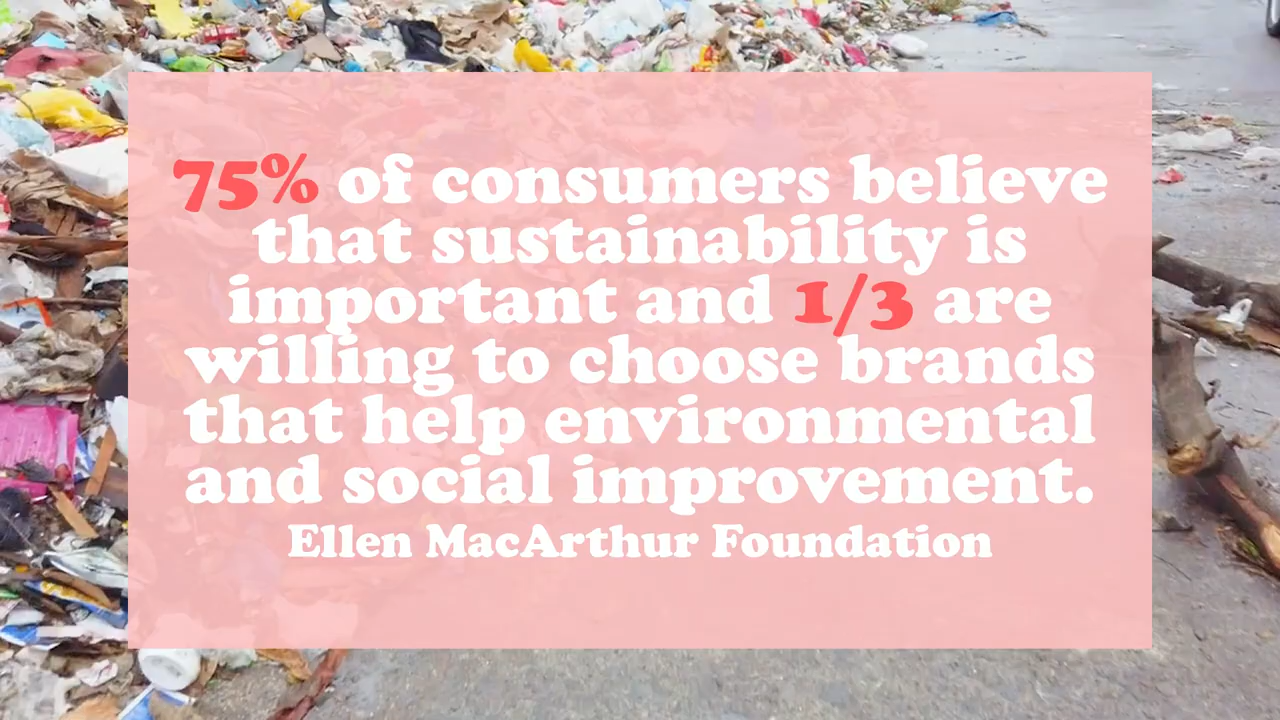 75% of consumers believe
that sustainability is
important and 1/3 are
willing to choose brands
that help environmental
and social improvement.
Ellen MacArthur Foundation